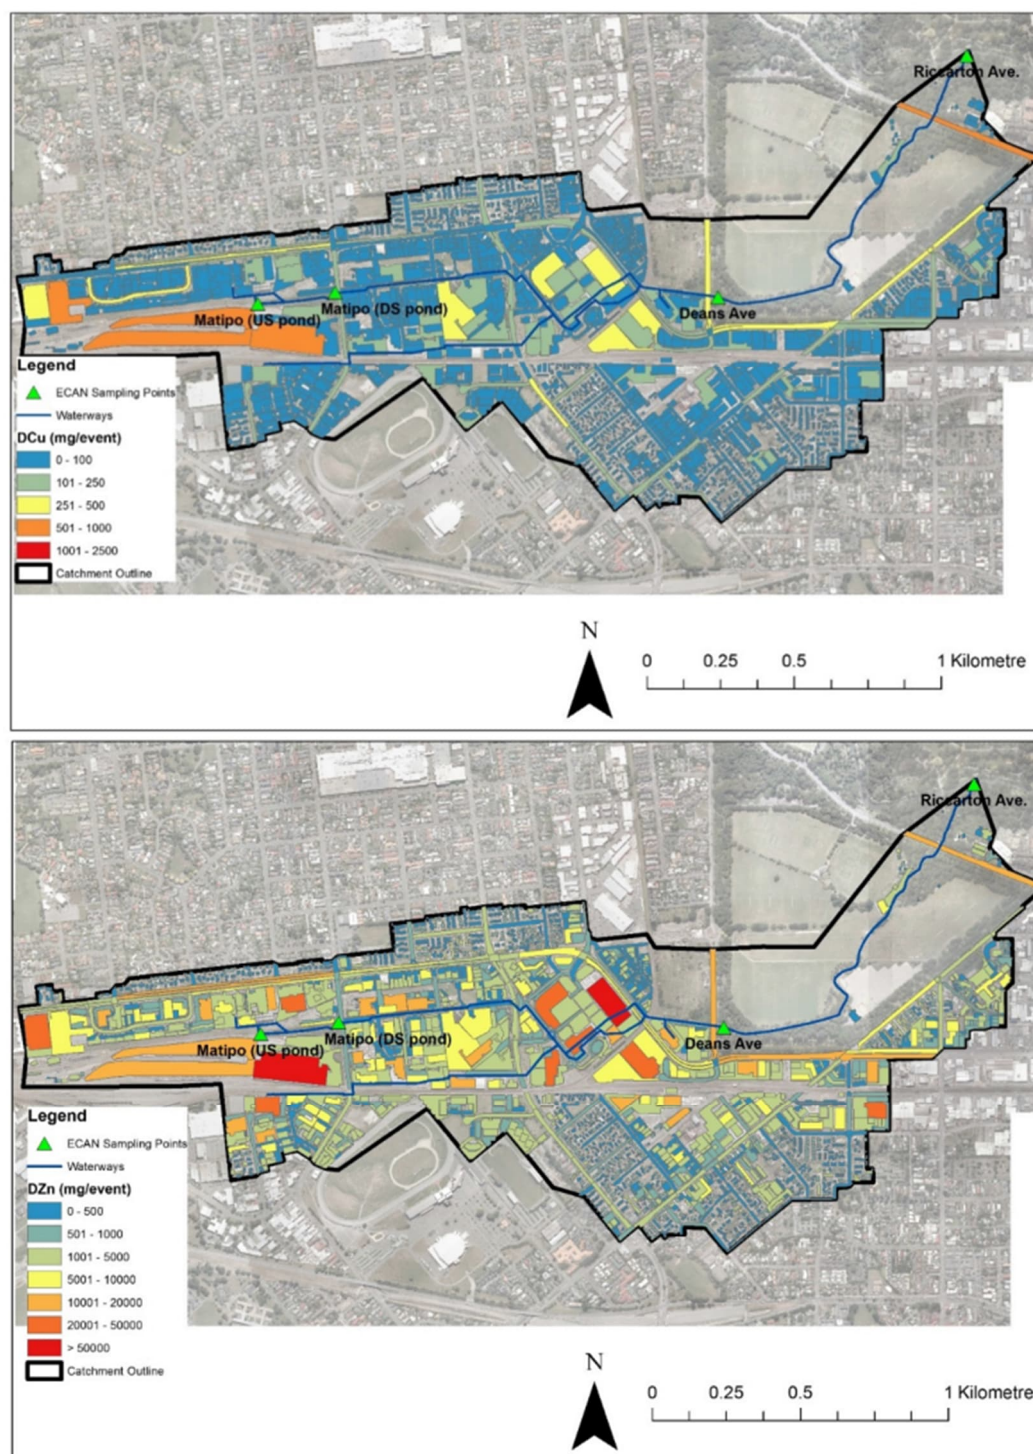 Riccarton Ave.
Matipo (US pond)
Matipo (DS pond)
Deans Ave
Legend
ECAN Sampling Points
Waterways
DCu (mg/event)
0 - 100
101 - 250
251 - 500
501 - 1000
1001 - 2500
Catchment Outline
N
0 0.25 0.5 1 Kilometre
Riccarton Ave.
Matipo (US pond)
Matipo (DS pond)
Deans Ave
Legend
ECAN Sampling Points
Waterways
DZn (mg/event)
0 - 500
501 - 1000
1001 - 5000
5001 - 10000
10001 - 20000
20001 - 50000
> 50000
Catchment Outline
N
0 0.25 0.5 1 Kilometre